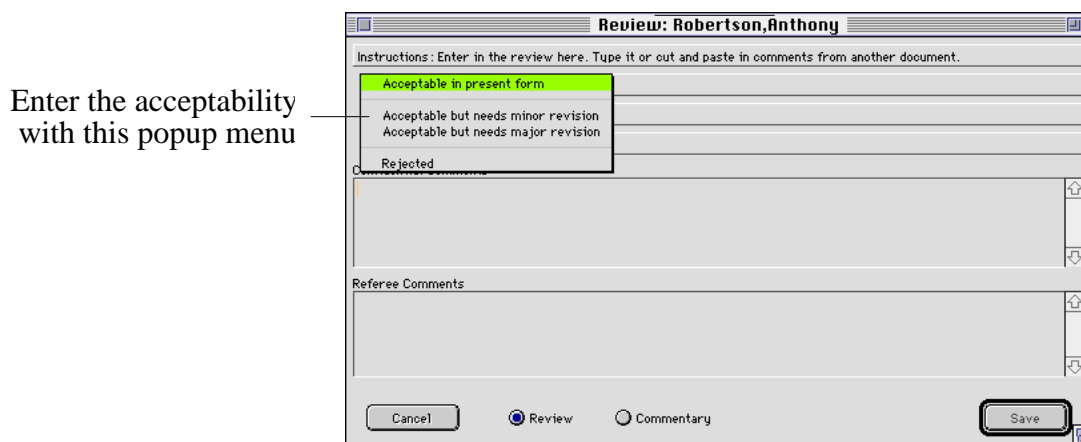 Review: Robertson,Anthony
Instructions: Enter in the review here. Type it or cut and paste in comments from another document.
Enter the acceptability
with this popup menu
Acceptable in present form
Acceptable but needs minor revision
Acceptable but needs major revision
Rejected
Referee Comments
Cancel
Review
Commentary
Save